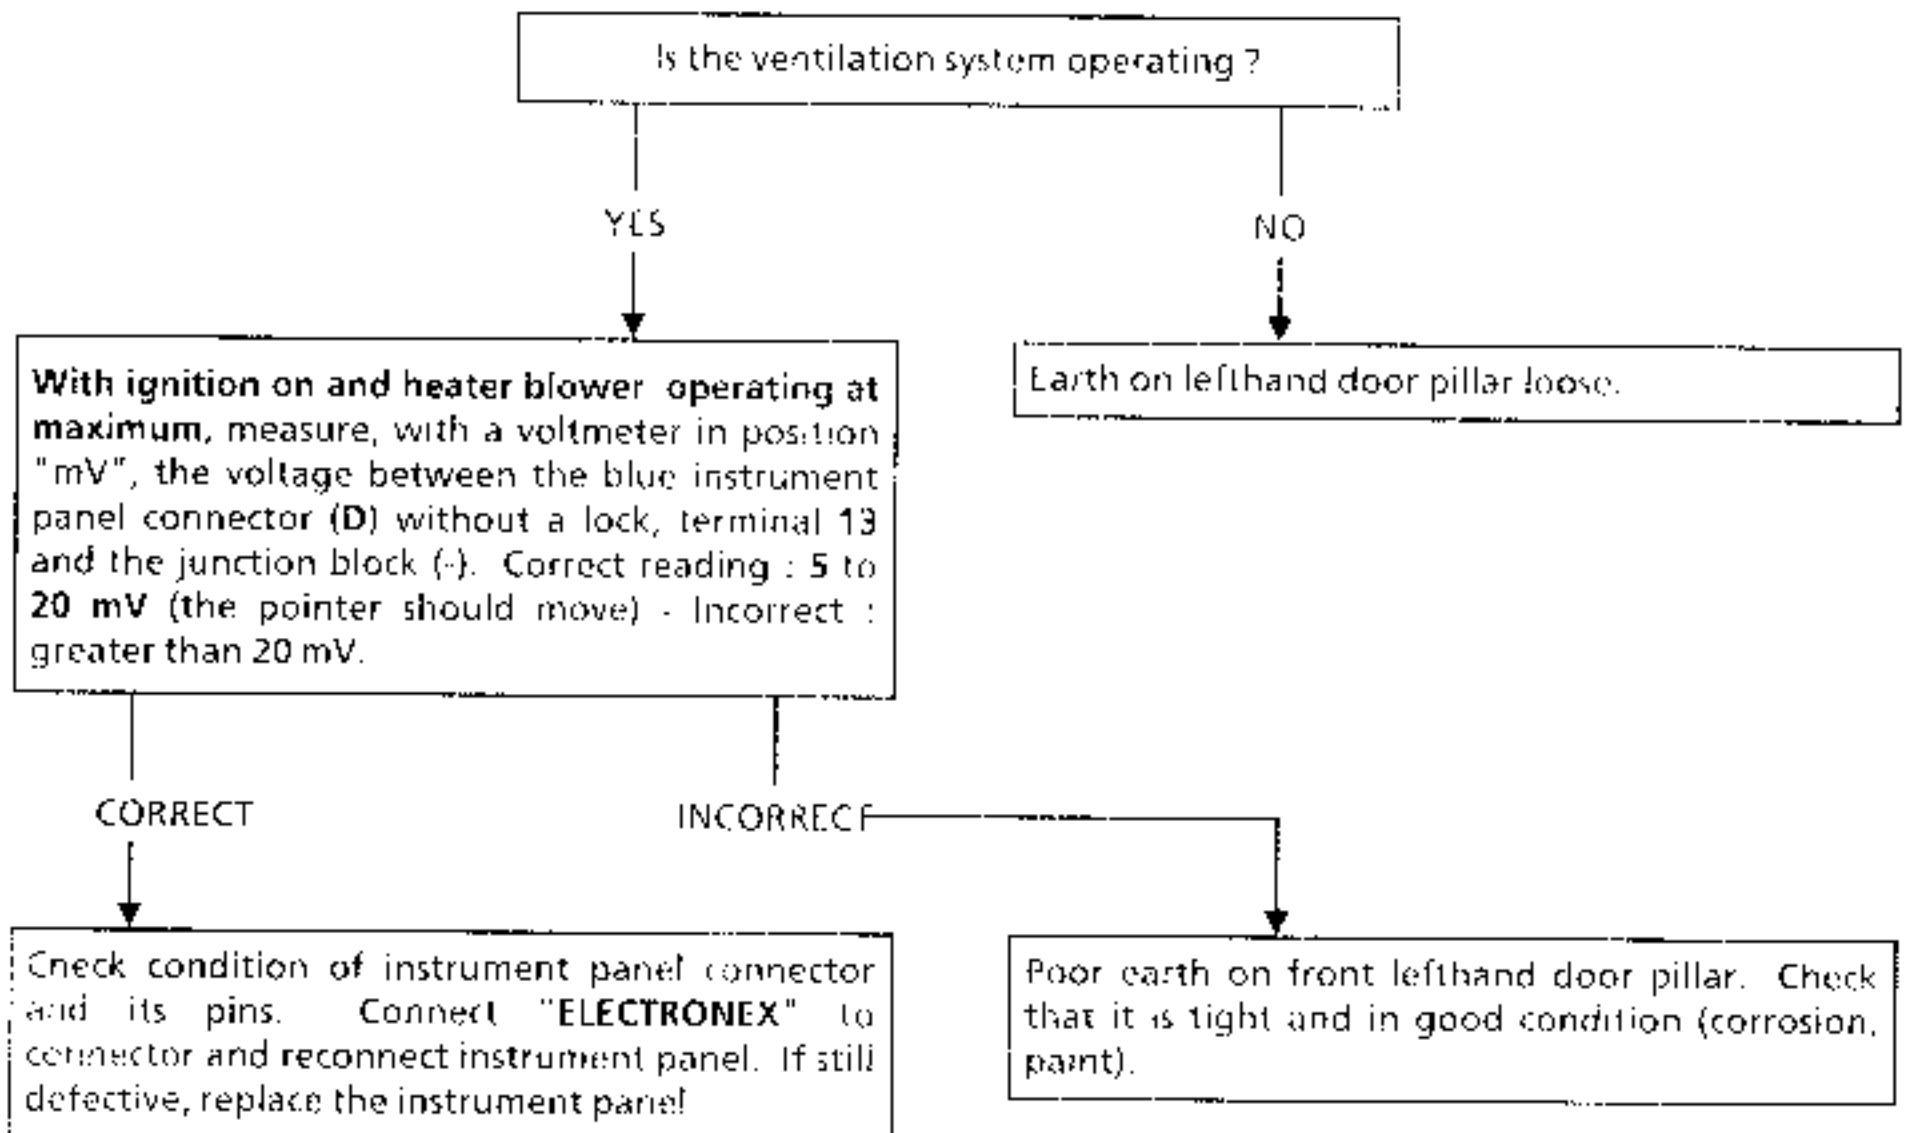 Is the ventilation system operating ?
YES
NO
With ignition on and heater blower operating at
maximum, measure, with a voltmeter in position
"mV", the voltage between the blue instrument
panel connector (D) without a lock, terminal 13
and the junction block (-). Correct reading : 5 to
20 mV (the pointer should move) - Incorrect :
greater than 20 mV.
Earth on lefthand door pillar loose.
CORRECT
INCORRECT
Check condition of instrument panel connector
and its pins. Connect "ELECTRONEX" to
connector and reconnect instrument panel. If still
defective, replace the instrument panel
Poor earth on front lefthand door pillar. Check
that it is tight and in good condition (corrosion,
paint).